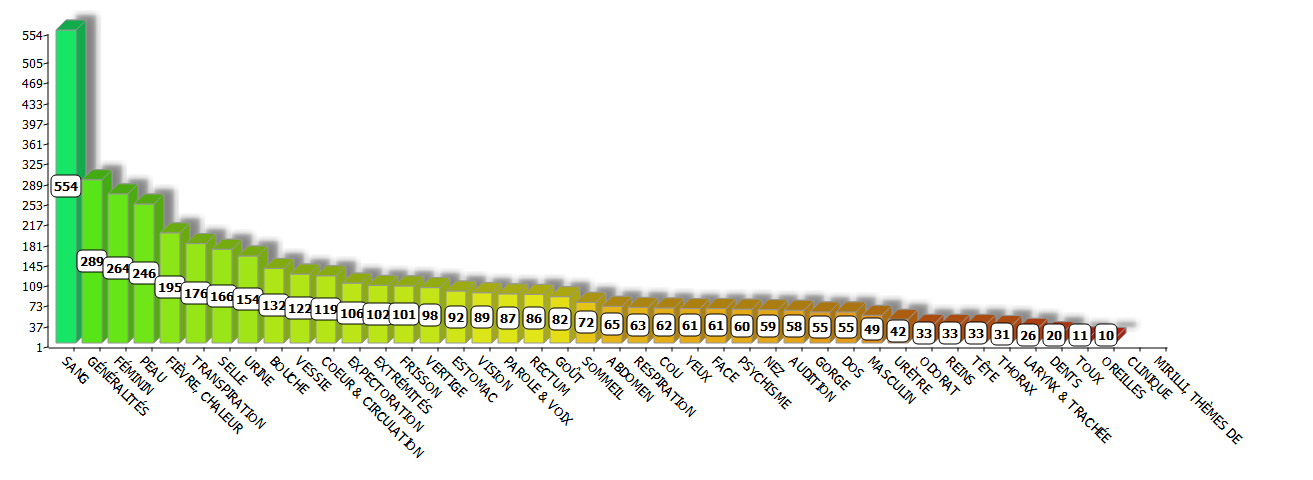 554
505
469
433
397
361
325
289
253
217
181
145
109
73
37
1
554 289 264 246 195 176 166 154 132 122 119 106 102 101 98 92 89 87 86 82 72 65 63 62 61 61 60 59 58 55 55 49 42 33 33 33 31 26 20 11 10
SANG
GÉNÉRALITÉS
FÉMININ
PEAU
FIÈVRE, CHALEUR
TRANSPIRATION
SELLE
URINE
BOUCHE
VESSIE
COEUR & CIRCULATION
EXPECTORATION
EXTRÉMITÉS
FRISSON
VERTIGE
ESTOMAC
VISION
PAROLE & VOIX
RECTUM
GOÛT
SOMMEIL
ABDOMEN
RESPIRATION
COU
YEUX
FACE
PSYCHISME
NEZ
AUDITION
GORGE
DOS
MASCULIN
URÈTRE
ODORAT
REINS
TÊTE
THORAX
LARYNX & TRACHÉE
DENTS
TOUX
OREILLES
CLINIQUE
MIRILLI, THÈMES DE